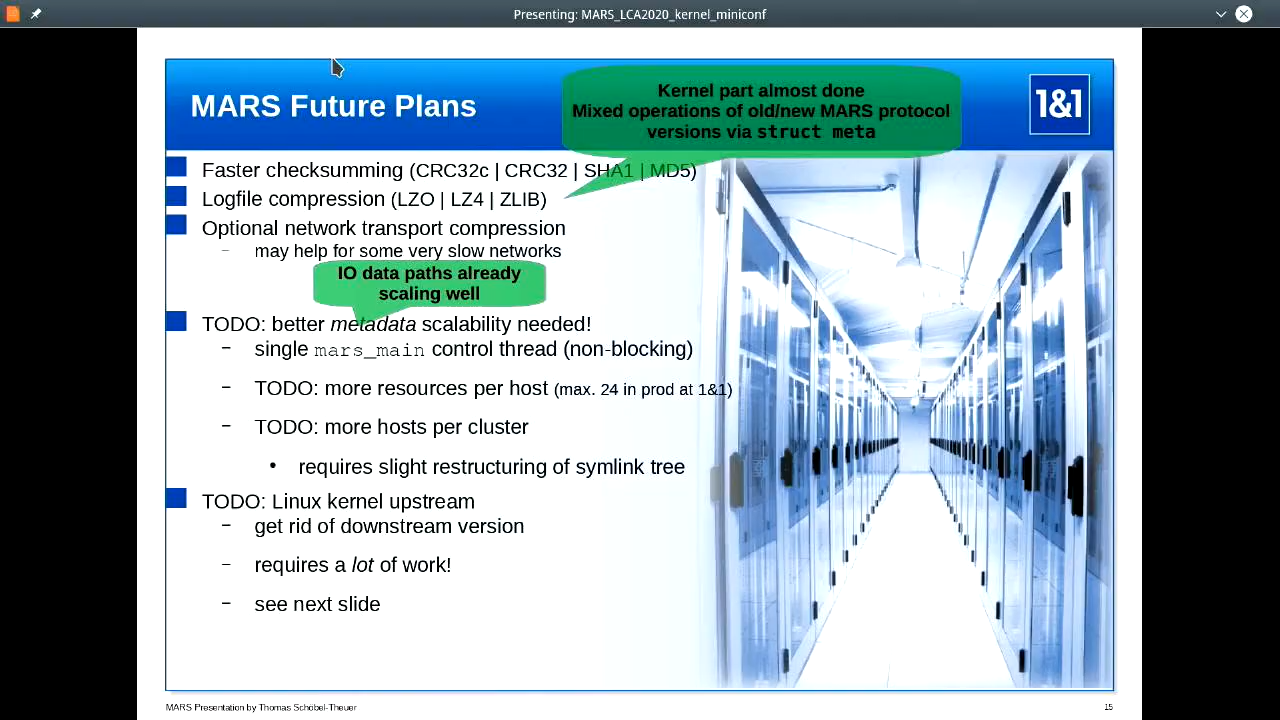 Presenting: MARS_LCA2020_kernel_miniconf
MARS Future Plans
Kernel part almost done
Mixed operations of old/new MARS protocol
versions via struct meta
1&1
Faster checksumming (CRC32c | CRC32 | SHA1 | MD5)
Logfile compression (LZO | LZ4 | ZLIB)
Optional network transport compression
– may help for some very slow networks
IO data paths already
scaling well
TODO: better metadata scalability needed!
– single mars_main control thread (non-blocking)
– TODO: more resources per host (max. 24 in prod at 1&1)
– TODO: more hosts per cluster
• requires slight restructuring of symlink tree
TODO: Linux kernel upstream
– get rid of downstream version
– requires a lot of work!
– see next slide
MARS Presentation by Thomas Schöbel-Theuer
15